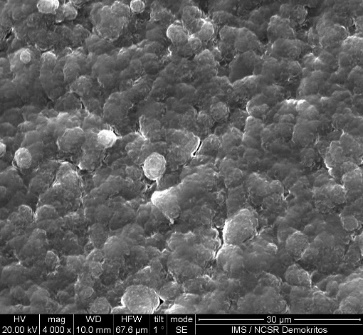 HV mag WD HFW tilt mode 30 µm
20.00 kV 4 000 x 10.0 mm 67.6 µm 1 ° SE IMS / NCSR Demokritos